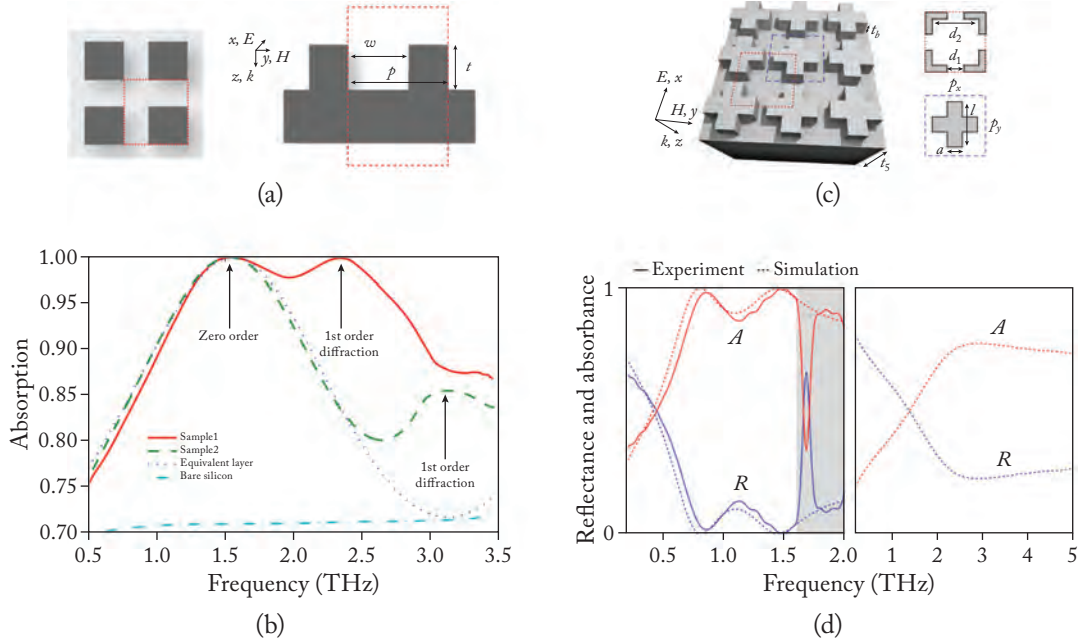 x, E
y, H
z, k
w
p
t
(a)
E, x
H, y
k, z
t_b
t_5
d_2
d_1
p_x
l
a
p_y
(c)
1.00
0.95
0.90
0.85
0.80
0.75
0.70
Absorption
Zero order
1st order
diffraction
1st order
diffraction
Sample1
Sample2
Equivalent layer
Bare silicon
0.5 1.0 1.5 2.0 2.5 3.0 3.5
Frequency (THz)
(b)
Experiment Simulation
1
0
Reflectance and absorbance
A
R
A
R
0.5 1.0 1.5 2.0
1 2 3 4 5
Frequency (THz) Frequency (THz)
(d)